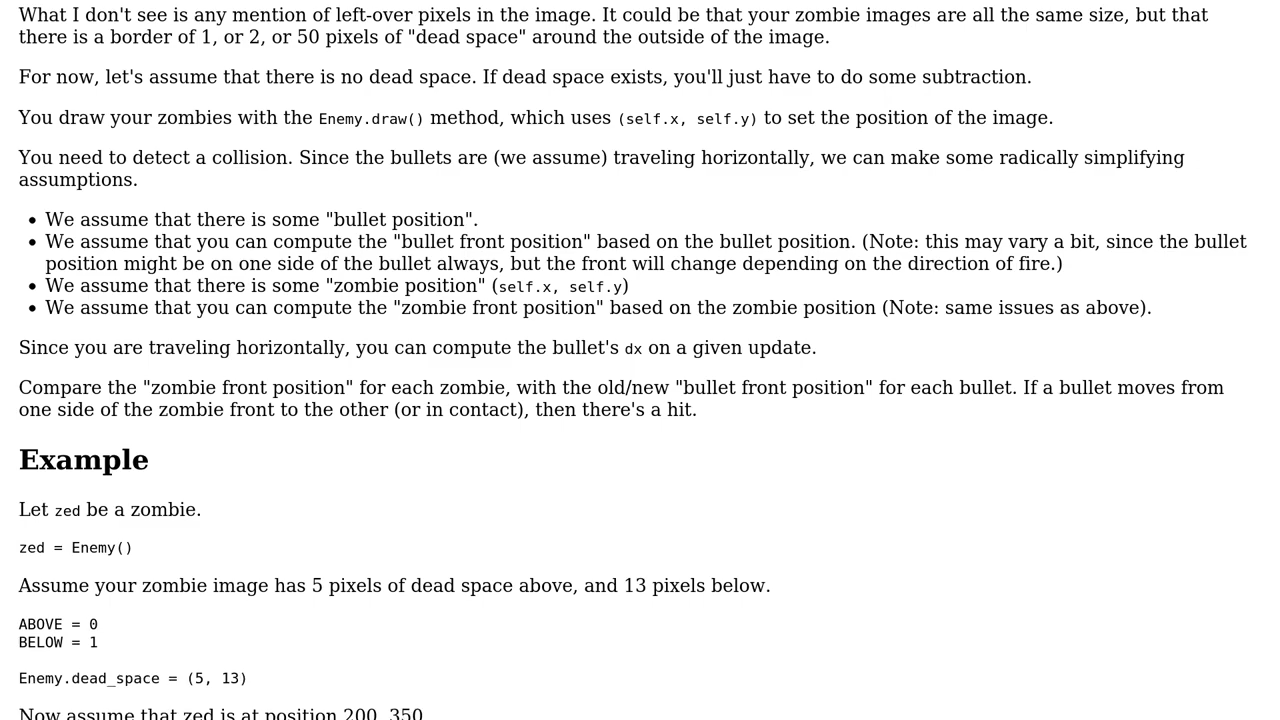 What I don't see is any mention of left-over pixels in the image. It could be that your zombie images are all the same size, but that
there is a border of 1, or 2, or 50 pixels of "dead space" around the outside of the image.
For now, let's assume that there is no dead space. If dead space exists, you'll just have to do some subtraction.
You draw your zombies with the Enemy.draw() method, which uses (self.x, self.y) to set the position of the image.
You need to detect a collision. Since the bullets are (we assume) traveling horizontally, we can make some radically simplifying
assumptions.
• We assume that there is some "bullet position".
• We assume that you can compute the "bullet front position" based on the bullet position. (Note: this may vary a bit, since the bullet
position might be on one side of the bullet always, but the front will change depending on the direction of fire.)
• We assume that there is some "zombie position" (self.x, self.y)
• We assume that you can compute the "zombie front position" based on the zombie position (Note: same issues as above).
Since you are traveling horizontally, you can compute the bullet's dx on a given update.
Compare the "zombie front position" for each zombie, with the old/new "bullet front position" for each bullet. If a bullet moves from
one side of the zombie front to the other (or in contact), then there's a hit.
Example
Let zed be a zombie.
zed = Enemy()
Assume your zombie image has 5 pixels of dead space above, and 13 pixels below.
ABOVE = 0
BELOW = 1
Enemy.dead_space = (5, 13)
Now assume that zed is at position 200, 350.